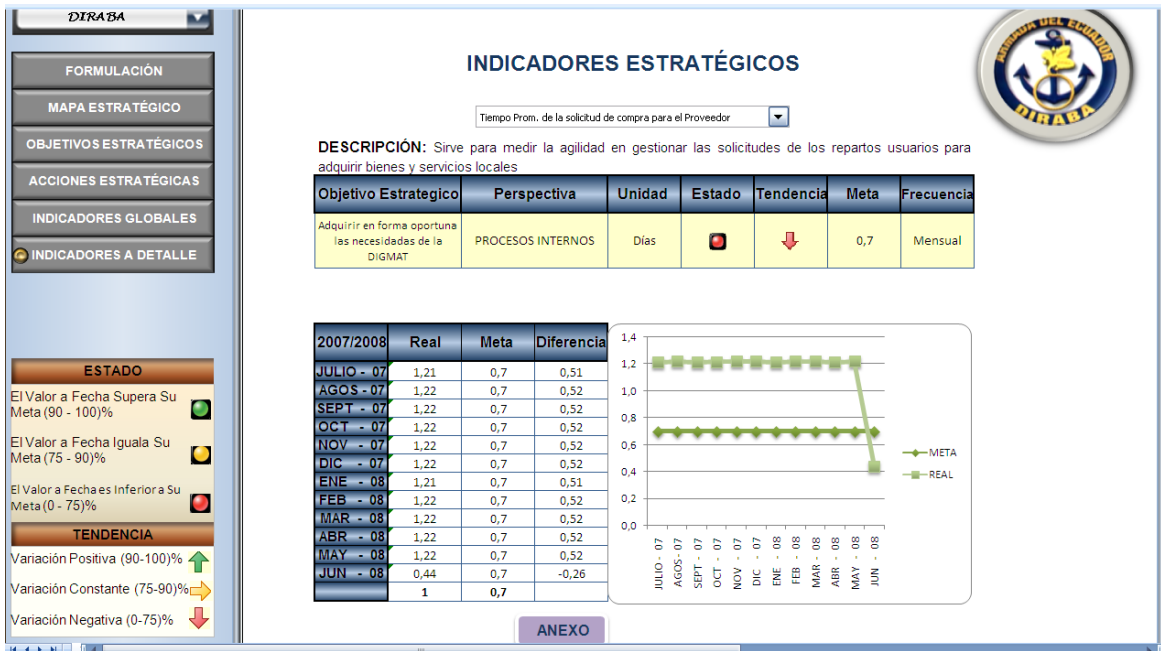 DIRABA
FORMULACIÓN
MAPA ESTRATÉGICO
OBJETIVOS ESTRATÉGICOS
ACCIONES ESTRATÉGICAS
INDICADORES GLOBALES
INDICADORES A DETALLE
ESTADO
El Valor a Fecha Supera Su
Meta (90 - 100)%
El Valor a Fecha Iguala Su
Meta (75 - 90)%
El Valor a Fecha es Inferior a Su
Meta (0 - 75)%
TENDENCIA
Variación Positiva (90-100)%
Variación Constante (75-90)%
Variación Negativa (0-75)%
INDICADORES ESTRATÉGICOS
ARMADA DEL ECUADOR
DIRABA
Tiempo Prom. de la solicitud de compra para el Proveedor
DESCRIPCIÓN: Sirve para medir la agilidad en gestionar las solicitudes de los repartos usuarios para
adquirir bienes y servicios locales
Objetivo Estrategico Perspectiva Unidad Estado Tendencia Meta Frecuencia
Adquirir en forma oportuna
las necesidadas de la
DIGMAT
PROCESOS INTERNOS Días 0,7 Mensual
2007/2008 Real Meta Diferencia
JULIO - 07 1,21 0,7 0,51
AGOS - 07 1,22 0,7 0,52
SEPT - 07 1,22 0,7 0,52
OCT - 07 1,22 0,7 0,52
NOV - 07 1,22 0,7 0,52
DIC - 07 1,22 0,7 0,52
ENE - 08 1,21 0,7 0,51
FEB - 08 1,22 0,7 0,52
MAR - 08 1,22 0,7 0,52
ABR - 08 1,22 0,7 0,52
MAY - 08 1,22 0,7 0,52
JUN - 08 0,44 0,7 -0,26
1 0,7
1,4
1,2
1,0
0,8
0,6
0,4
0,2
0,0
JULIO - 07
AGOS - 07
SEPT - 07
OCT - 07
NOV - 07
DIC - 07
ENE - 08
FEB - 08
MAR - 08
ABR - 08
MAY - 08
JUN - 08
META
REAL
ANEXO